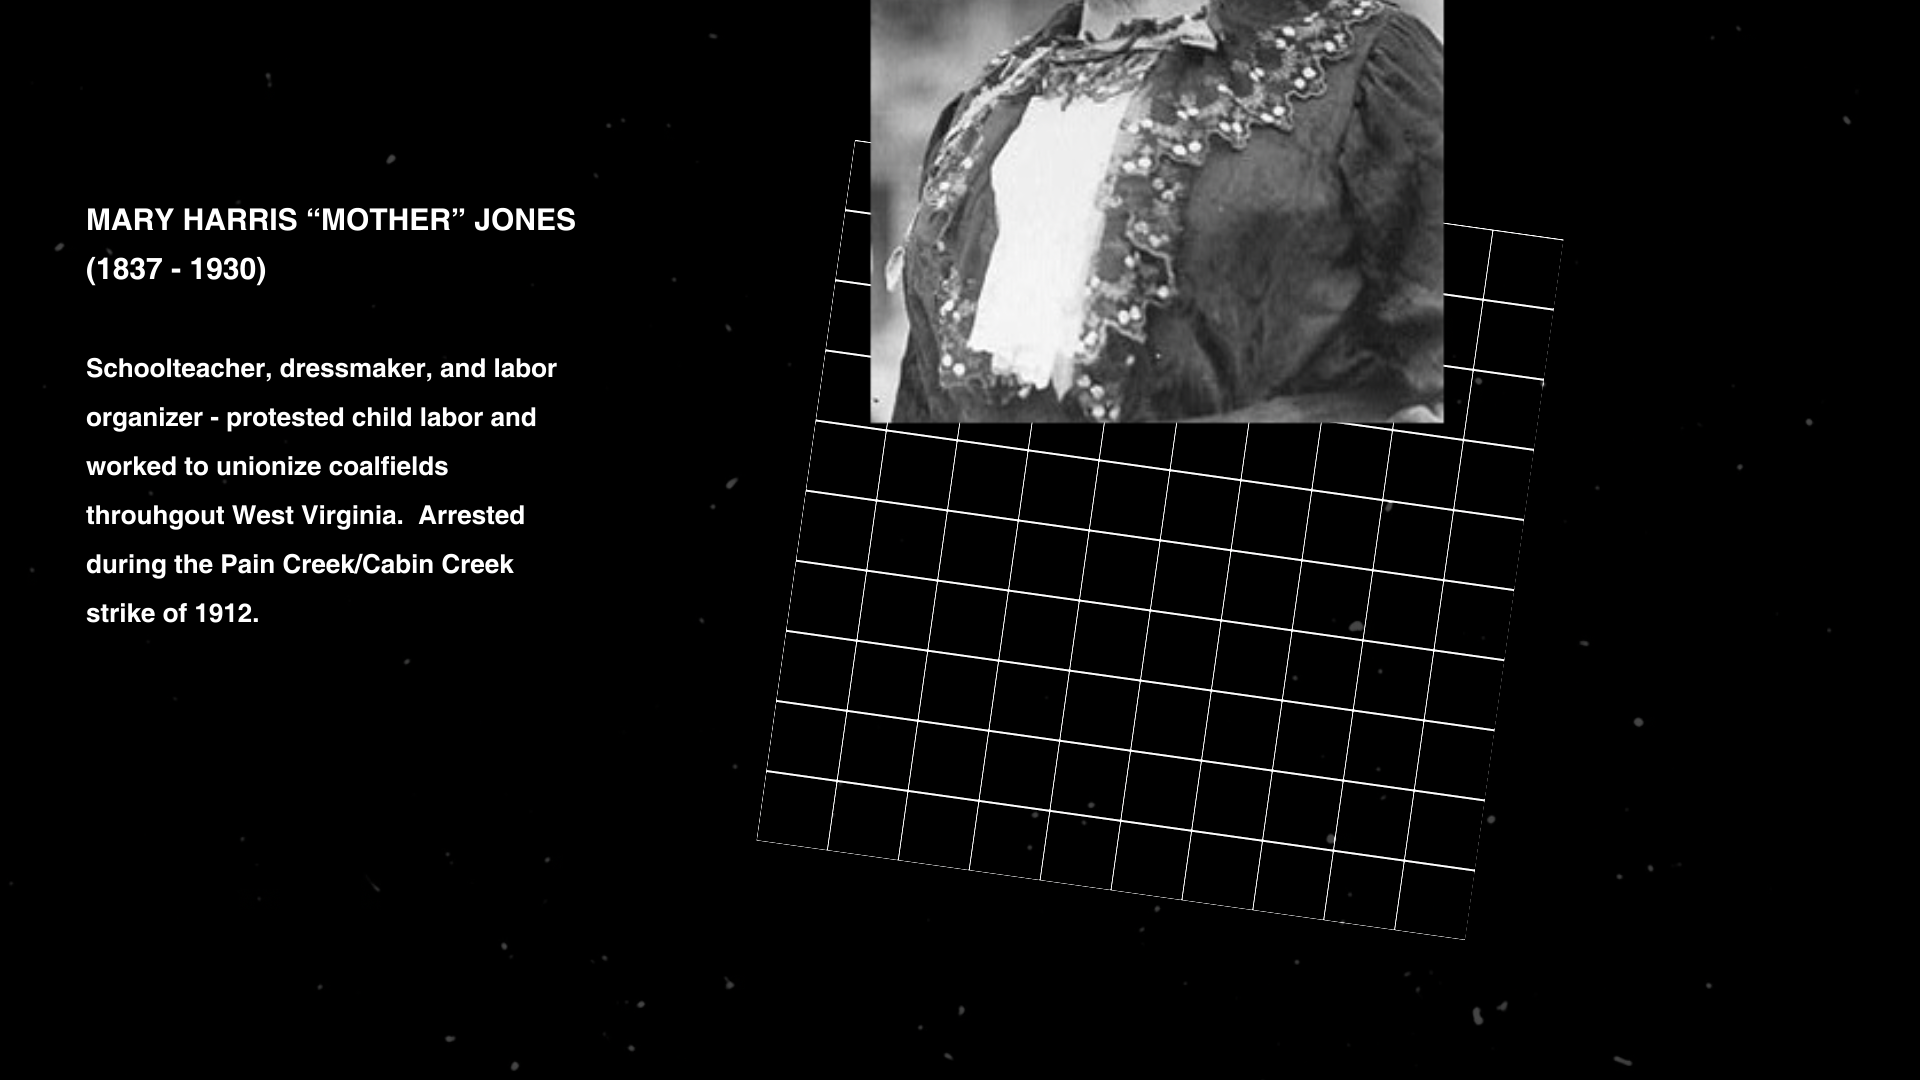 MARY HARRIS “MOTHER” JONES
(1837 - 1930)
Schoolteacher, dressmaker, and labor
organizer - protested child labor and
worked to unionize coalfields
throuhgout West Virginia.  Arrested
during the Pain Creek/Cabin Creek
strike of 1912.